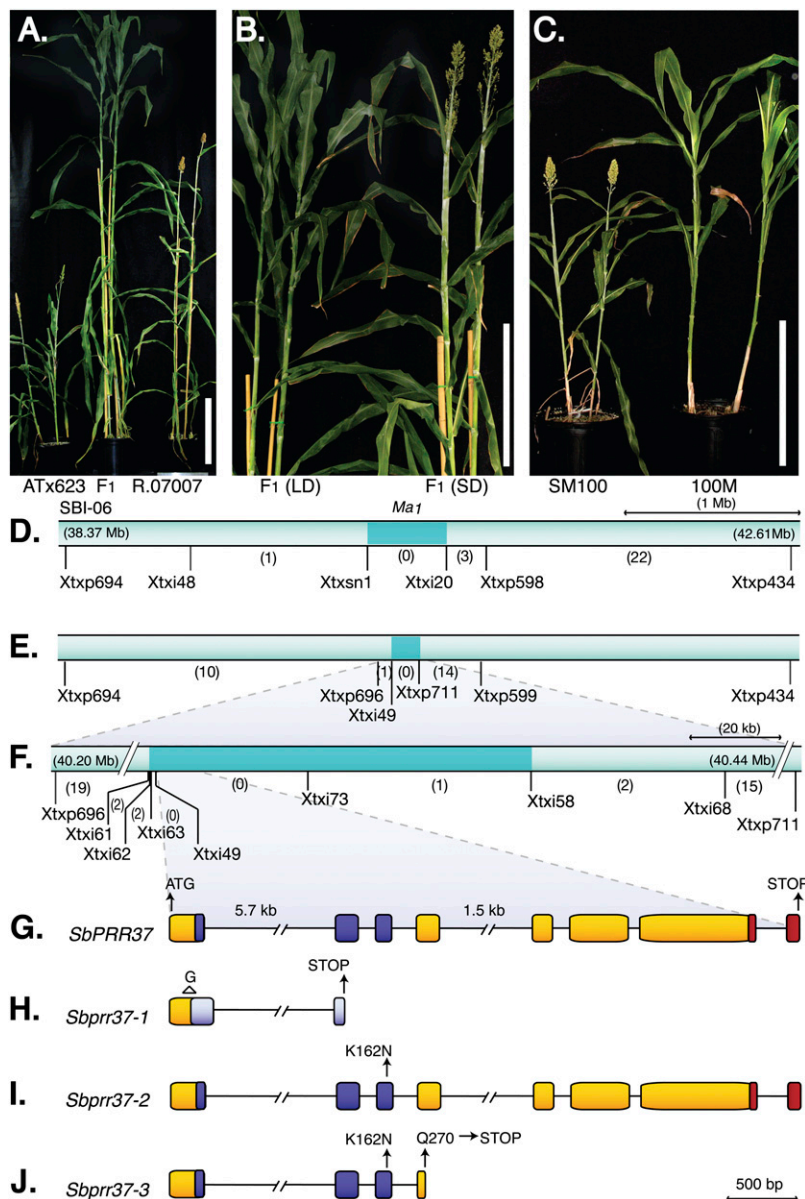 A.
B.
C.
ATx623 F1 R.07007
F1 (LD)
F1 (SD)
SM100
100M
SBI-06
Ma1
(1 Mb)
D.
(38.37 Mb)
(42.61Mb)
(1)
(0)
(3)
(22)
Xtxp694
Xtxi48
Xtxsn1
Xtxi20
Xtxp598
Xtxp434
E.
(10)
(1)
(0)
(14)
Xtxp694
Xtxp696
Xtxi49
Xtxp711
Xtxp599
Xtxp434
(20 kb)
F.
(40.20 Mb)
(40.44 Mb)
(19)
(2)
(2)
(0)
(0)
(1)
(2)
(15)
Xtxp696
Xtxi61
Xtxi62
Xtxi63
Xtxi49
Xtxi73
Xtxi58
Xtxi68
Xtxp711
ATG
STOP
5.7 kb
1.5 kb
G. SbPRR37
G
STOP
H. Sbprr37-1
K162N
I. Sbprr37-2
K162N
Q270 → STOP
J. Sbprr37-3
500 bp